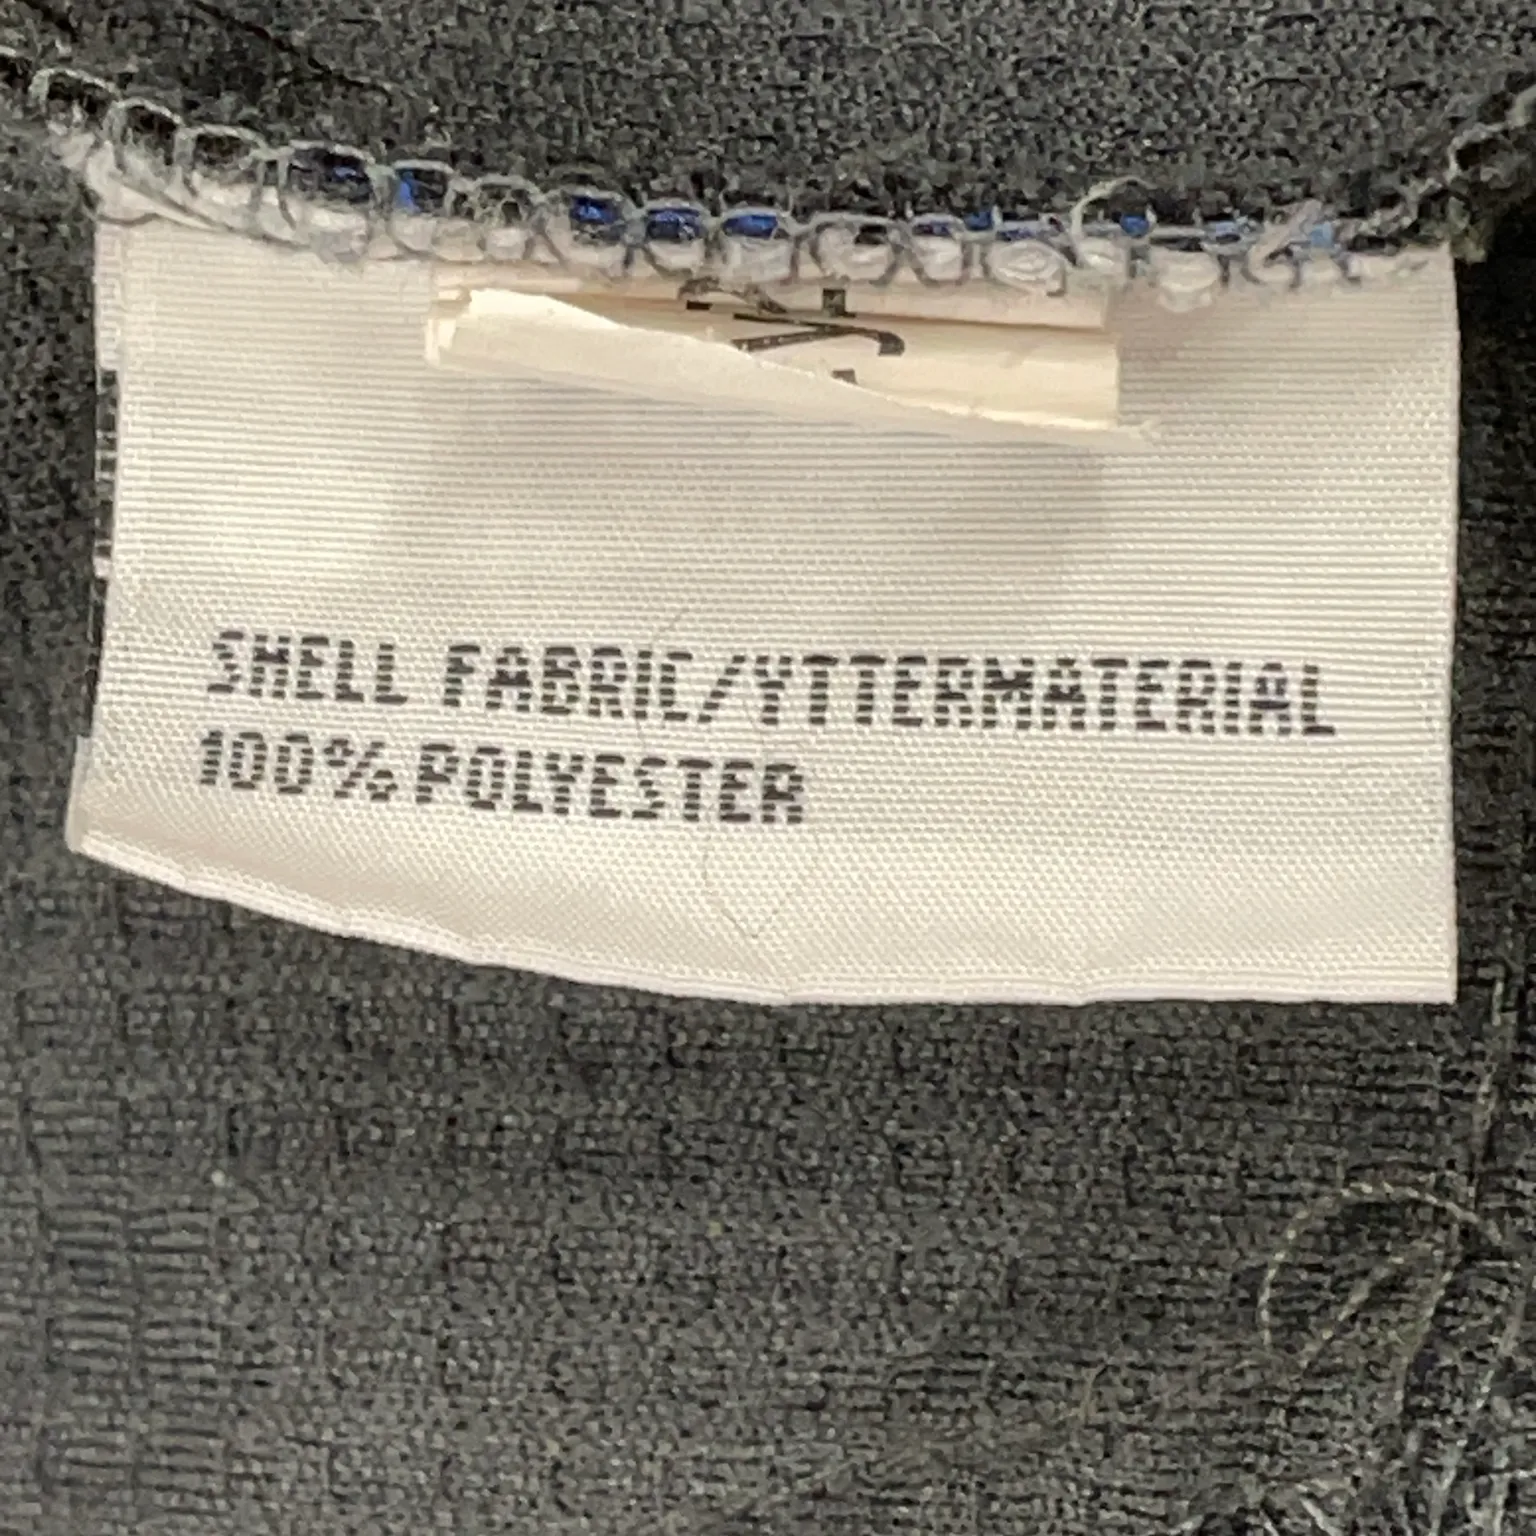 SHELL FABRIC/YTTERMATERIAL
100% POLYESTER